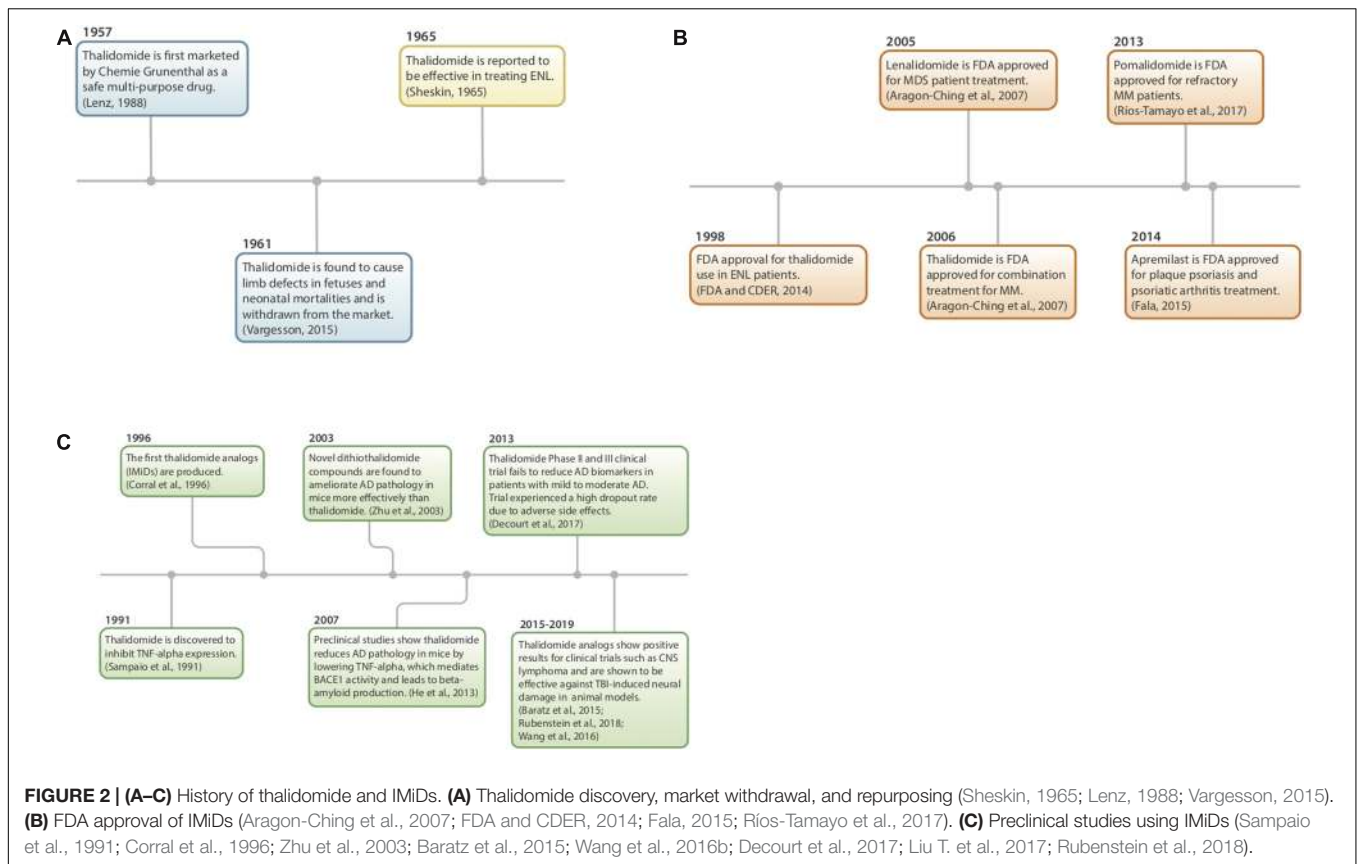 A
1957
Thalidomide is first marketed
by Chemie Grunenthal as a
safe multi-purpose drug.
(Lenz, 1988)
1965
Thalidomide is reported to
be effective in treating ENL.
(Sheskin, 1965)
1961
Thalidomide is found to cause
limb defects in fetuses and
neonatal mortalities and is
withdrawn from the market.
(Vargesson, 2015)
B
2005
Lenalidomide is FDA approved
for MDS patient treatment.
(Aragon-Ching et al., 2007)
2013
Pomalidomide is FDA
approved for refractory
MM patients.
(Ríos-Tamayo et al., 2017)
1998
FDA approval for thalidomide
use in ENL patients.
(FDA and CDER, 2014)
2006
Thalidomide is FDA
approved for combination
treatment for MM.
(Aragon-Ching et al., 2007)
2014
Apremilast is FDA approved
for plaque psoriasis and
psoriatic arthritis treatment.
(Fala, 2015)
C
1996
The first thalidomide analogs
(IMiDs) are produced.
(Corral et al., 1996)
2003
Novel dithiothalidomide
compounds are found to
ameliorate AD pathology in
mice more effectively than
thalidomide. (Zhu et al., 2003)
2013
Thalidomide Phase II and III clinical
trial fails to reduce AD biomarkers in
patients with mild to moderate AD.
Trial experienced a high dropout rate
due to adverse side effects.
(Decourt et al., 2017)
1991
Thalidomide is discovered to
inhibit TNF-alpha expression.
(Sampaio et al., 1991)
2007
Preclinical studies show thalidomide
reduces AD pathology in mice by
lowering TNF-alpha, which mediates
BACE1 activity and leads to beta-
amyloid production. (He et al., 2013)
2015-2019
Thalidomide analogs show positive
results for clinical trials such as CNS
lymphoma and are shown to be
effective against TBI-induced neural
damage in animal models.
(Baratz et al., 2015;
Rubenstein et al., 2018;
Wang et al., 2016)
FIGURE 2 | (A–C) History of thalidomide and IMiDs. (A) Thalidomide discovery, market withdrawal, and repurposing (Sheskin, 1965; Lenz, 1988; Vargesson, 2015).
(B) FDA approval of IMiDs (Aragon-Ching et al., 2007; FDA and CDER, 2014; Fala, 2015; Ríos-Tamayo et al., 2017). (C) Preclinical studies using IMiDs (Sampaio
et al., 1991; Corral et al., 1996; Zhu et al., 2003; Baratz et al., 2015; Wang et al., 2016b; Decourt et al., 2017; Liu T. et al., 2017; Rubenstein et al., 2018).